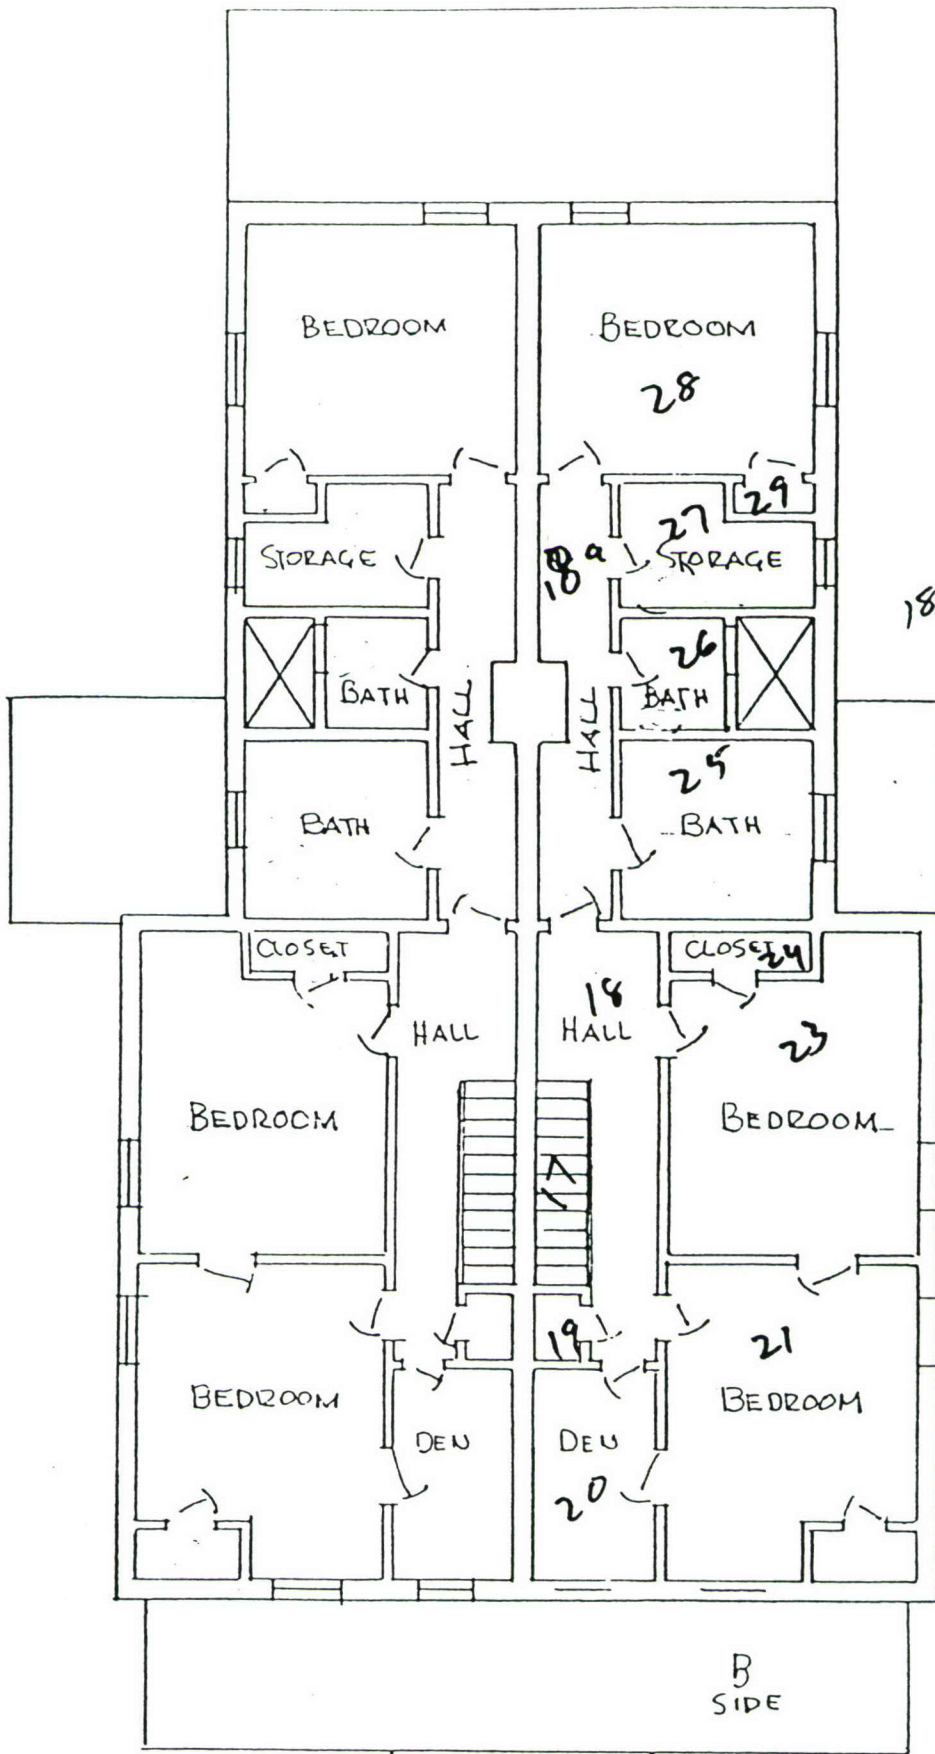 BEDROOM BEDROOM
28
29
27
STORAGE 18a STORAGE
18
26
BATH BATH
HALL HALL
25
BATH BATH
CLOSET CLOSET 24
18
HALL HALL 23
BEDROOM BEDROOM
17
19 21
BEDROOM BEDROOM
DEN DEN
20
B
SIDE